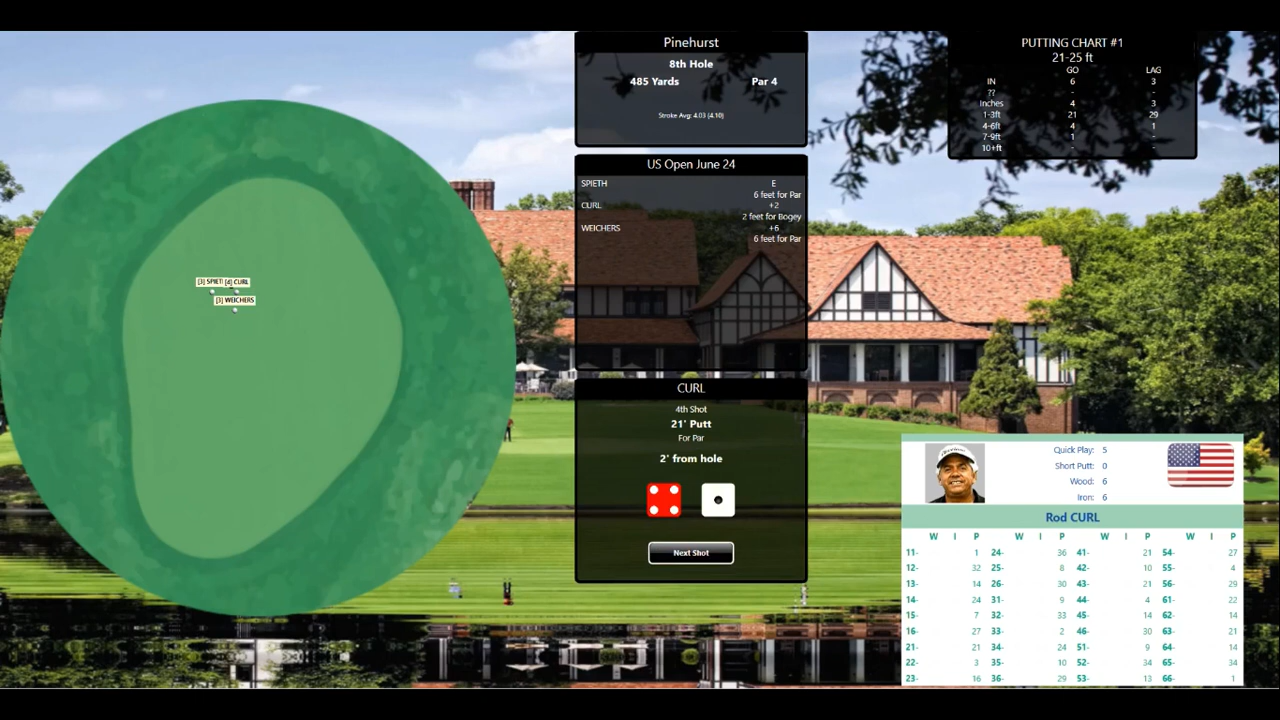 [3] SPIET [4] CURL
[3] WEICHERS
Pinehurst
8th Hole
485 Yards Par 4
Stroke Avg: 4.03 (4.10)
US Open June 24
SPIETH E
6 feet for Par
CURL +2
2 feet for Bogey
WEICHERS +6
6 feet for Par
CURL
4th Shot
21' Putt
For Par
2' from hole
Next Shot
PUTTING CHART #1
21-25 ft
GO LAG
IN 6 3
?? - -
Inches 4 3
1-3ft 21 29
4-6ft 4 1
7-9ft 1 -
10+ft - -
Quick Play: 5
Short Putt: 0
Wood: 6
Iron: 6
Rod CURL
W I P W I P W I P W I P
11- 1 24- 36 41- 21 54- 27
12- 32 25- 8 42- 10 55- 4
13- 14 26- 30 43- 21 56- 29
14- 24 31- 9 44- 4 61- 22
15- 7 32- 33 45- 14 62- 14
16- 27 33- 2 46- 30 63- 21
21- 21 34- 24 51- 9 64- 14
22- 3 35- 10 52- 34 65- 34
23- 16 36- 29 53- 13 66- 1